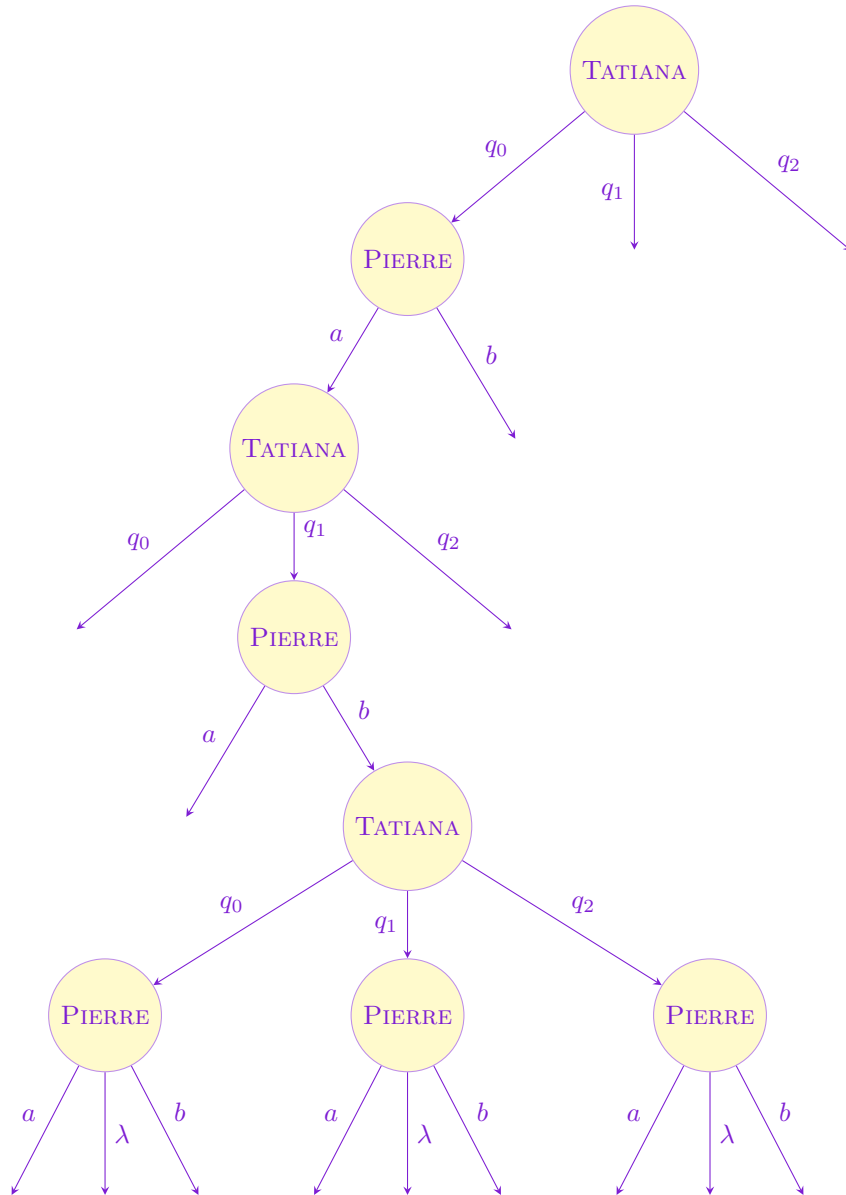 TATIANA
q0
q1
q2
PIERRE
a
b
TATIANA
q0
q1
q2
PIERRE
a
b
TATIANA
q0
q1
q2
PIERRE
PIERRE
PIERRE
a
λ
b
a
λ
b
a
λ
b